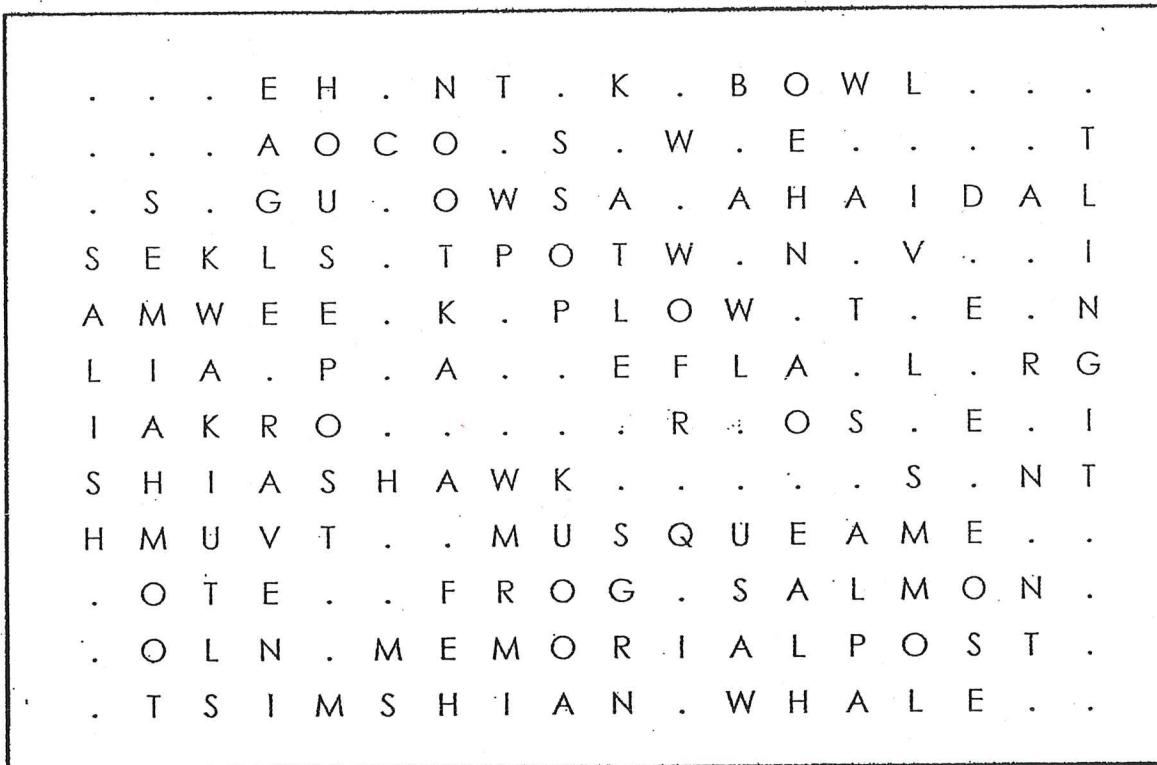 . . . E H . N T . K . B O W L . . .
. . . A O C O . S . W . E . . . . T
. S . G U . O W S A . A H A I D A L
S E K L S . T P O T W . N . V . . I
A M W E E . K . P L O W . T . E . N
L I A . P . A . . E F L A . L . R G
I A K R O . . . . . R . O S . E . I
S H I A S H A W K . . . . . S . N T
H M U V T . . M U S Q U E A M E . .
. O T E . . F R O G . S A L M O N .
. O L N . M E M O R I A L P O S T .
. T S I M S H I A N . W H A L E . .